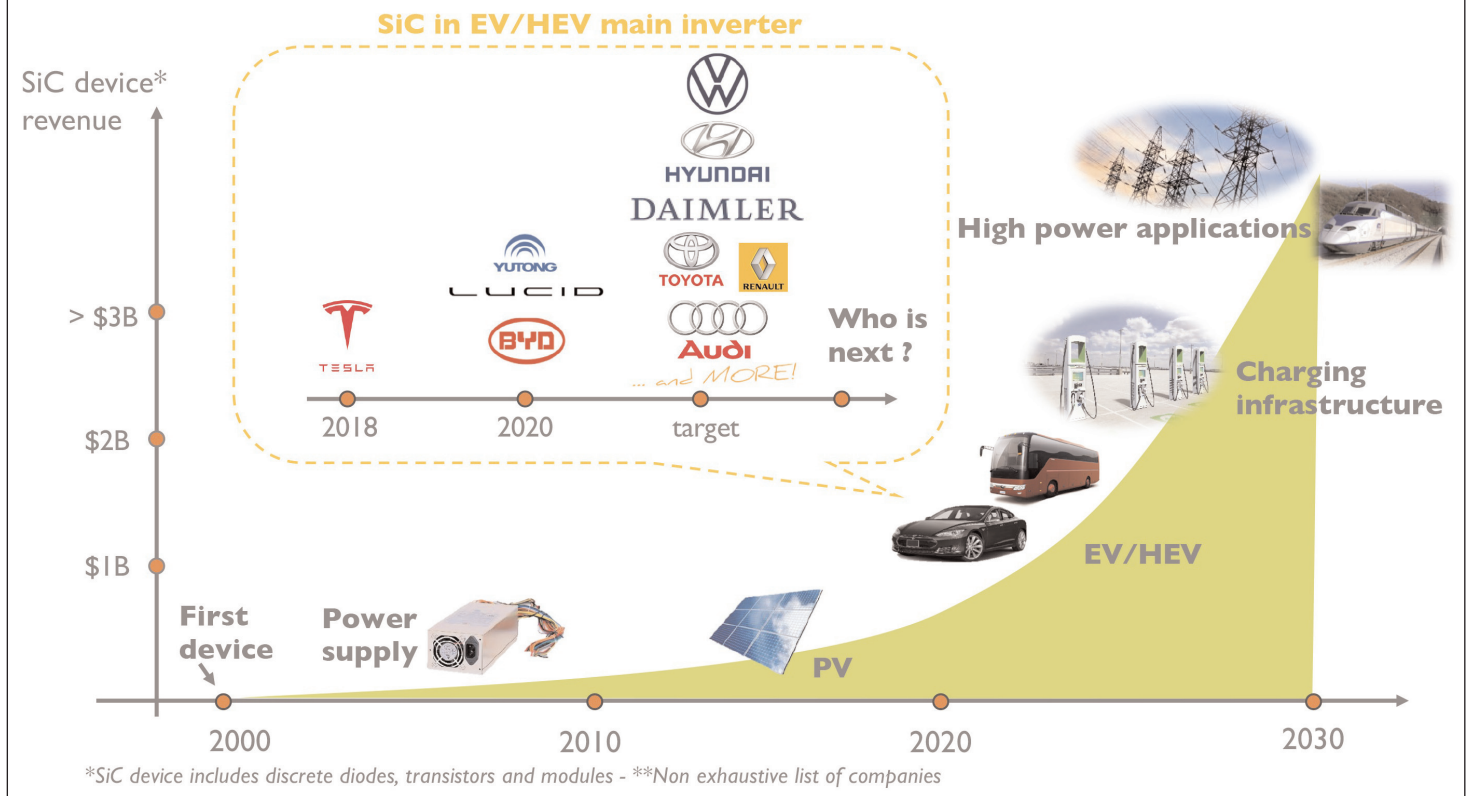 SiC in EV/HEV main inverter
SiC device*
revenue
> $3B
$2B
$1B
HYUNDAI
DAIMLER
YUTONG
LUCID
TOYOTA
RENAULT
TESLA
BYD
Audi
... and MORE!
Who is
next ?
2018
2020
target
High power applications
Charging
infrastructure
EV/HEV
First
device
Power
supply
PV
2000
2010
2020
2030
*SiC device includes discrete diodes, transistors and modules - **Non exhaustive list of companies